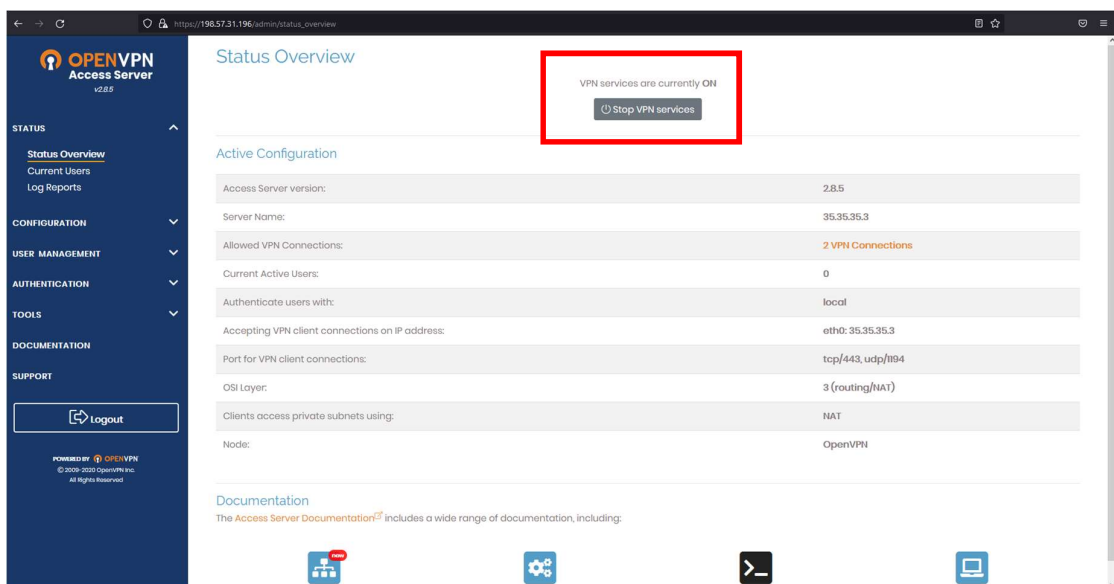 https://198.57.31.196/admin/status_overview
OPENVPN
Access Server
v2.8.5
STATUS
Status Overview
Current Users
Log Reports
CONFIGURATION
USER MANAGEMENT
AUTHENTICATION
TOOLS
DOCUMENTATION
SUPPORT
Logout
POWERED BY OPENVPN
© 2009-2020 OpenVPN Inc.
All Rights Reserved
Status Overview
VPN services are currently ON
Stop VPN services
Active Configuration
Access Server version: 2.8.5
Server Name: 35.35.35.3
Allowed VPN Connections: 2 VPN Connections
Current Active Users: 0
Authenticate users with: local
Accepting VPN client connections on IP address: eth0: 35.35.35.3
Port for VPN client connections: tcp/443, udp/1194
OSI Layer: 3 (routing/NAT)
Clients access private subnets using: NAT
Node: OpenVPN
Documentation
The Access Server Documentation includes a wide range of documentation, including:
new